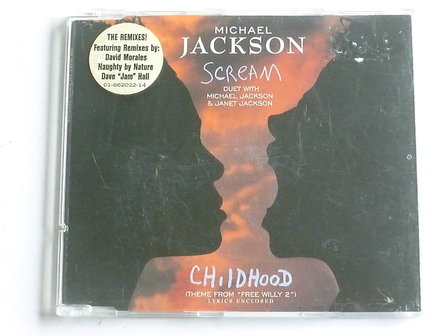 THE REMIXES!
Featuring Remixes by:
David Morales
Naughty by Nature
Dave "Jam" Hall
01-662022-14
MICHAEL
JACKSON
SCREAM
DUET WITH
MICHAEL JACKSON
& JANET JACKSON
CHiLDHOOD
(THEME FROM "FREE WILLY 2")
LYRICS ENCLOSED